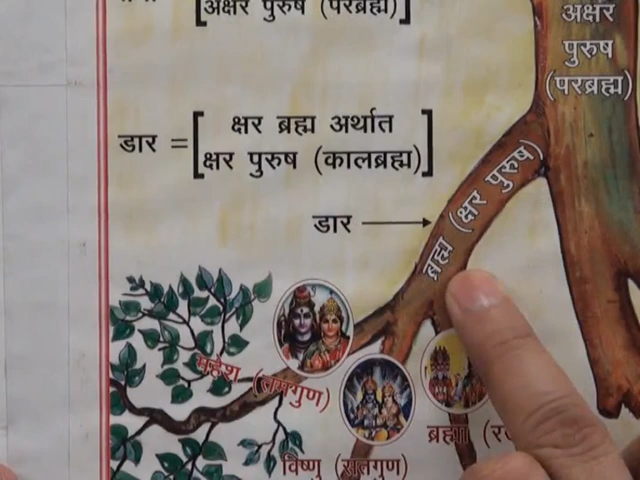 [अक्षर पुरुष (परब्रह्म)]
अक्षर
पुरुष
(परब्रह्म)
डार = [क्षर ब्रह्म अर्थात
क्षर पुरुष (कालब्रह्म)]
डार
ब्रह्म (क्षर पुरुष)
महेश (तमगुण)
ब्रह्मा
विष्णु (सतगुण)